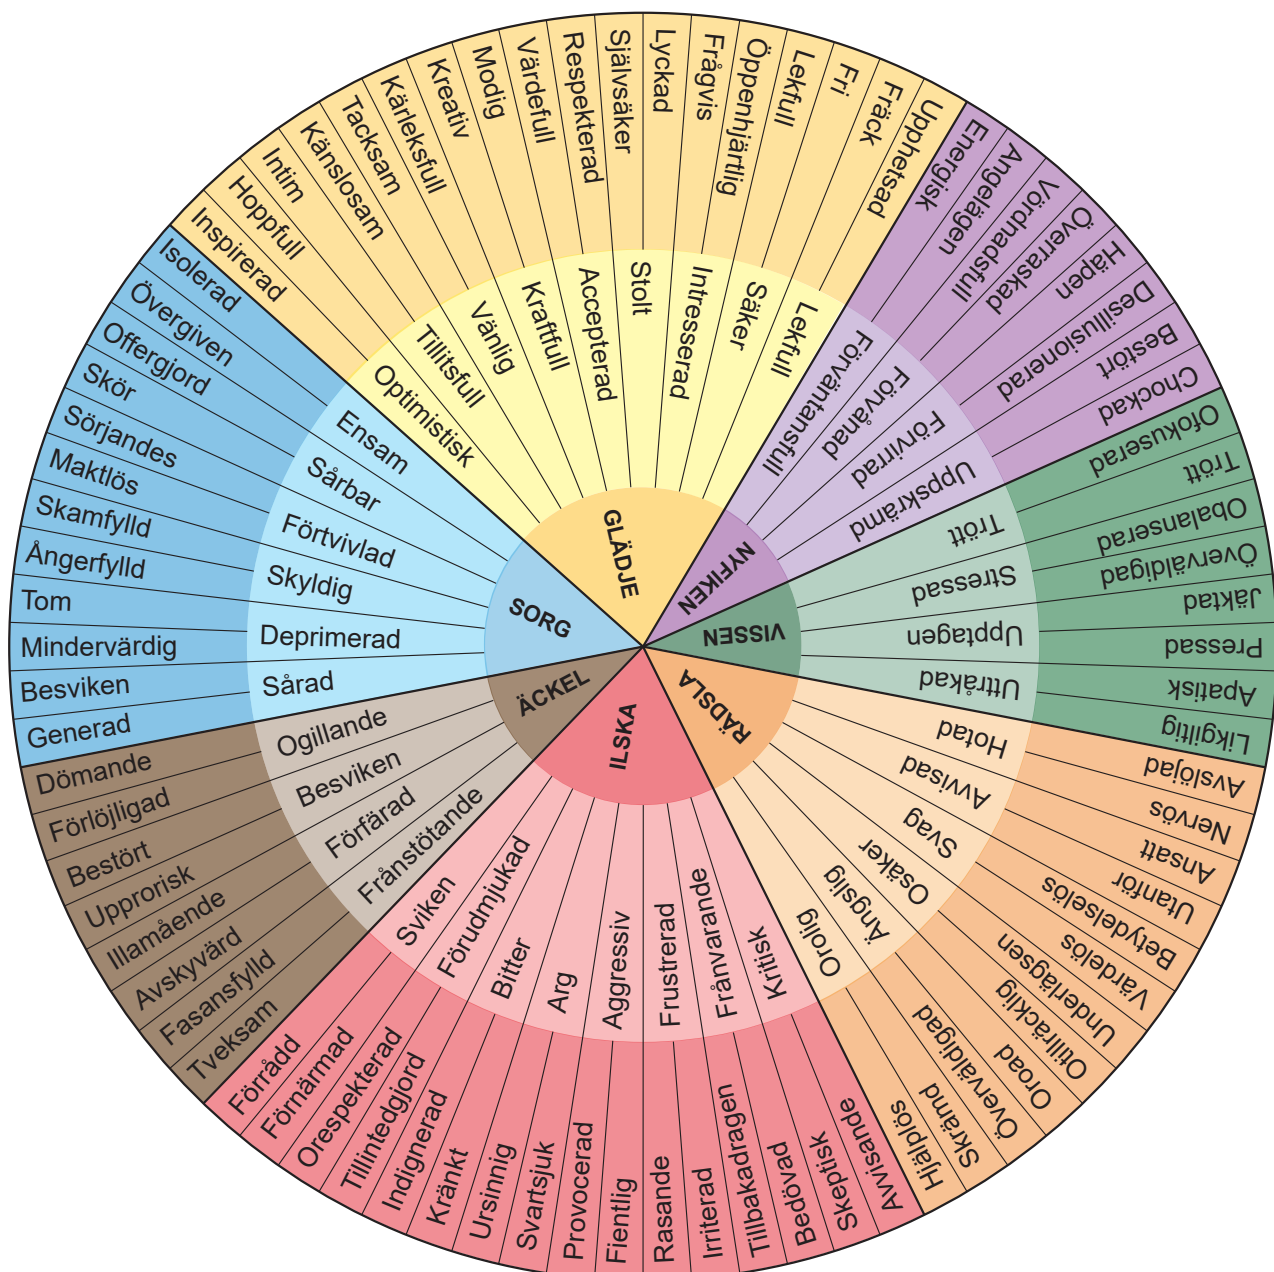 GLÄDJE
NYFIKEN
VISSEN
RÄDSLA
ILSKA
ÄCKEL
SORG
Optimistisk
Tillitsfull
Vänlig
Kraftfull
Accepterad
Stolt
Intresserad
Säker
Lekfull
Förväntansfull
Förvånad
Förvirrad
Uppskrämd
Trött
Stressad
Upptagen
Uttråkad
Hotad
Avvisad
Svag
Osäker
Ängslig
Orolig
Kritisk
Frånvarande
Frustrerad
Aggressiv
Arg
Bitter
Förudmjukad
Sviken
Frånstötande
Förfärad
Besviken
Ogillande
Sårad
Deprimerad
Skyldig
Förtvivlad
Sårbar
Ensam
Inspirerad
Hoppfull
Intim
Känslosam
Tacksam
Kärleksfull
Kreativ
Modig
Värdefull
Respekterad
Självsäker
Lyckad
Frågvis
Öppenhjärtlig
Lekfull
Fri
Fräck
Upphetsad
Energisk
Angelägen
Vördnadsfull
Överraskad
Häpen
Desillusionerad
Bestört
Chockad
Ofokuserad
Trött
Obalanserad
Överväldigad
Jäktad
Pressad
Apatisk
Likgiltig
Avslöjad
Nervös
Ansatt
Utanför
Betydelselös
Värdelös
Underlägsen
Otillräcklig
Oroad
Överväldigad
Skrämd
Hjälplös
Avvisande
Skeptisk
Bedövad
Tillbakadragen
Irriterad
Rasande
Fientlig
Provocerad
Svartsjuk
Ursinnig
Kränkt
Indignerad
Tillintedgjord
Orespekterad
Förnärmad
Förrådd
Tveksam
Fasansfylld
Avskyvärd
Illamående
Upprorisk
Bestört
Förlöjligad
Dömande
Generad
Besviken
Mindervärdig
Tom
Ångerfylld
Skamfylld
Maktlös
Sörjandes
Skör
Offergjord
Övergiven
Isolerad